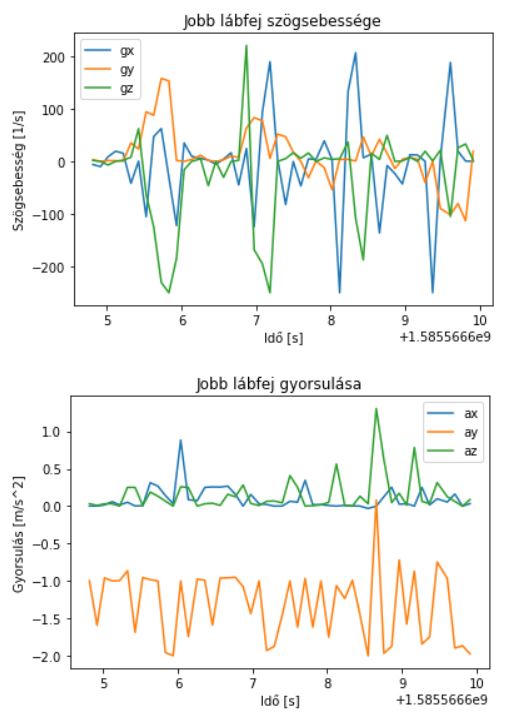 Jobb lábfej szögsebessége
gx
gy
gz
200
100
0
−100
−200
Szögsebesség [1/s]
5 6 7 8 9 10
Idő [s]
+1.5855666e9
Jobb lábfej gyorsulása
ax
ay
az
1.0
0.5
0.0
−0.5
−1.0
−1.5
−2.0
Gyorsulás [m/s^2]
5 6 7 8 9 10
Idő [s]
+1.5855666e9